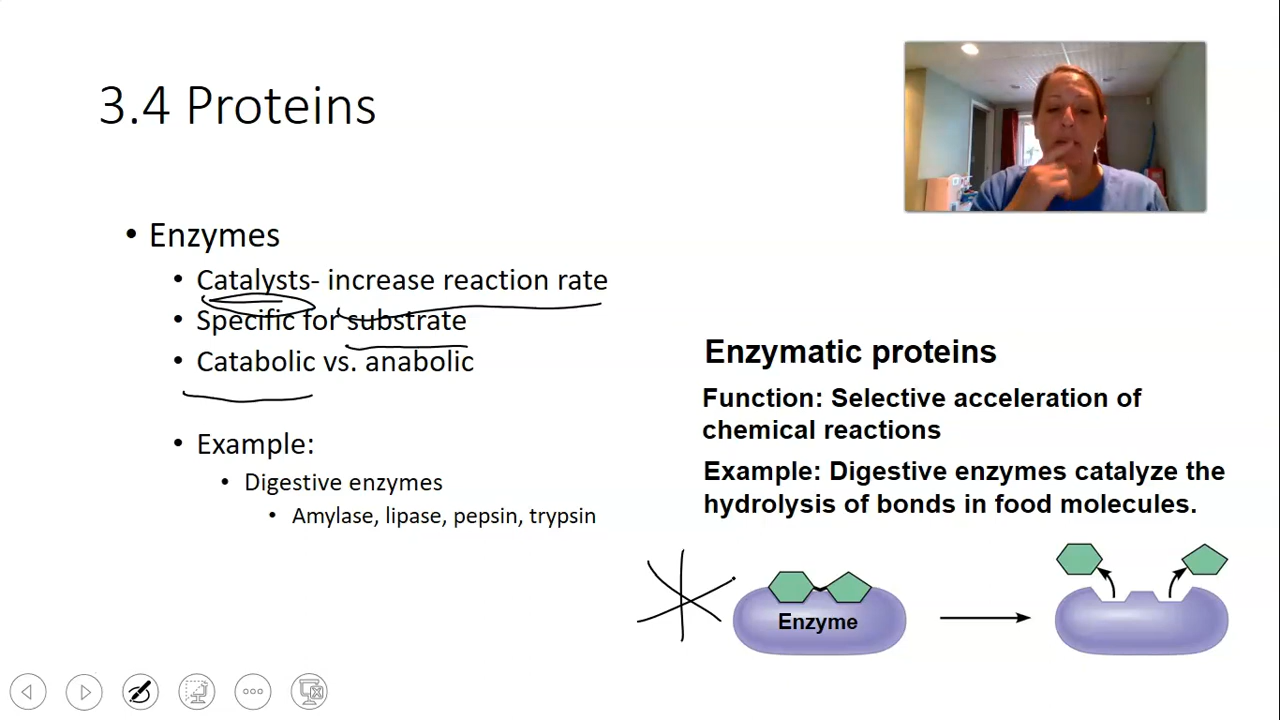 3.4 Proteins
• Enzymes
• Catalysts- increase reaction rate
• Specific for substrate
• Catabolic vs. anabolic
• Example:
• Digestive enzymes
• Amylase, lipase, pepsin, trypsin
Enzymatic proteins
Function: Selective acceleration of
chemical reactions
Example: Digestive enzymes catalyze the
hydrolysis of bonds in food molecules.
Enzyme